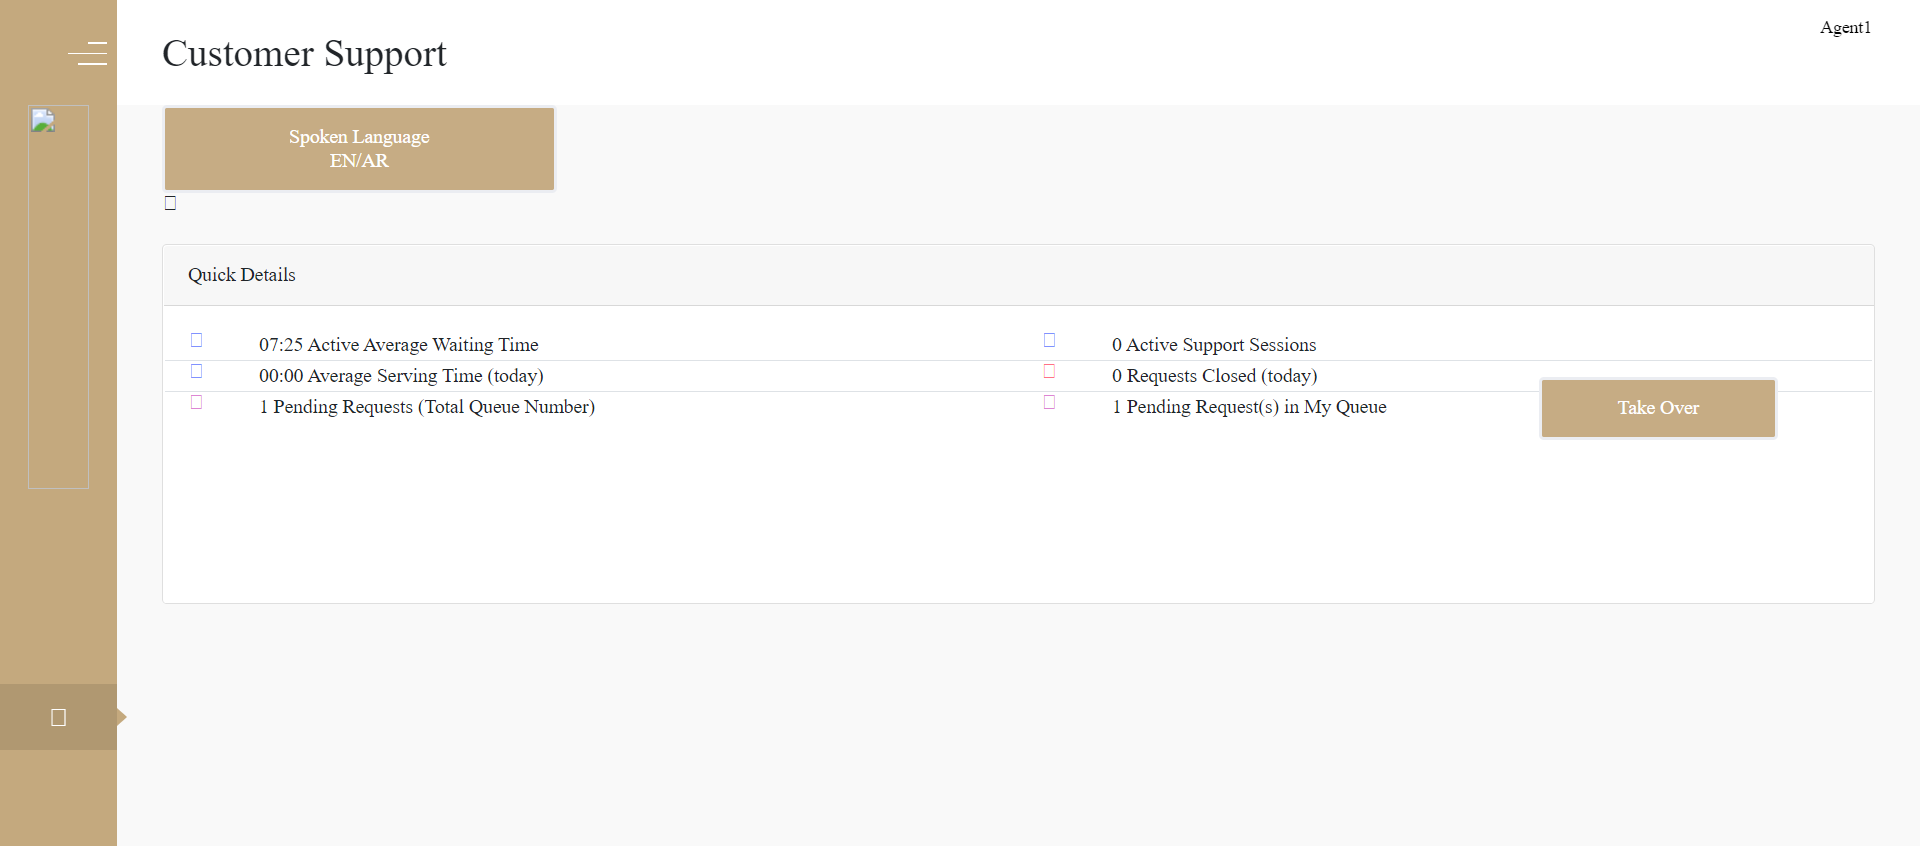 Customer Support
Agent1
Spoken Language
EN/AR
Quick Details
07:25 Active Average Waiting Time
0 Active Support Sessions
00:00 Average Serving Time (today)
0 Requests Closed (today)
1 Pending Requests (Total Queue Number)
1 Pending Request(s) in My Queue
Take Over